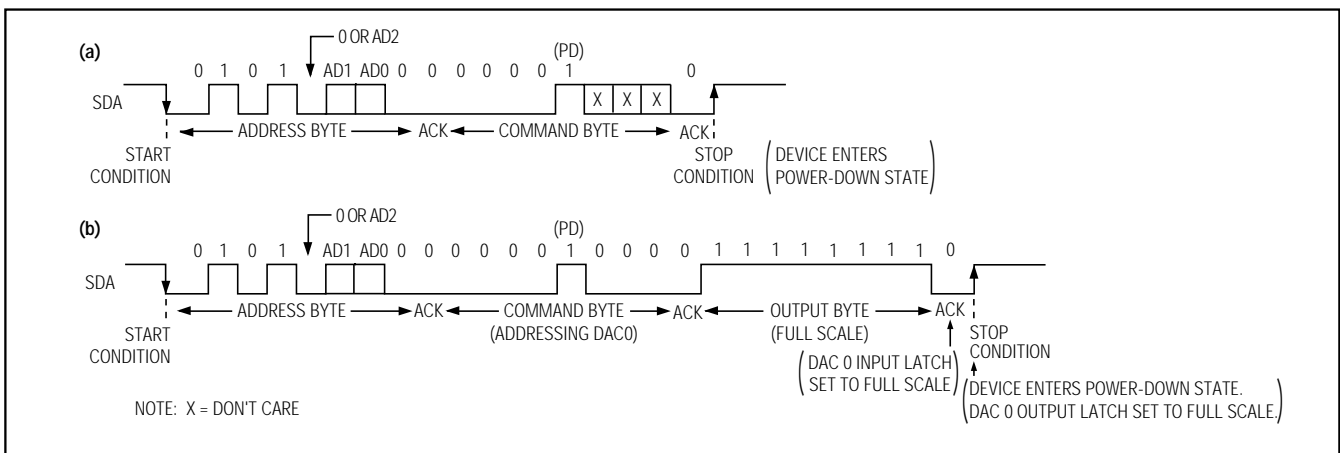 0 OR AD2
(a) (PD)
0 1 0 1 AD1 AD0 0 0 0 0 0 0 1 0
SDA X X X
ADDRESS BYTE ACK COMMAND BYTE ACK
START CONDITION
STOP CONDITION
(DEVICE ENTERS
POWER-DOWN STATE)
0 OR AD2
(b) (PD)
0 1 0 1 AD1 AD0 0 0 0 0 0 0 1 0 0 0 0 1 1 1 1 1 1 1 1 0
SDA
ADDRESS BYTE ACK COMMAND BYTE ACK OUTPUT BYTE ACK
(ADDRESSING DAC0) (FULL SCALE)
START CONDITION
STOP CONDITION
(DAC 0 INPUT LATCH
SET TO FULL SCALE)
(DEVICE ENTERS POWER-DOWN STATE.
DAC 0 OUTPUT LATCH SET TO FULL SCALE.)
NOTE: X = DON'T CARE